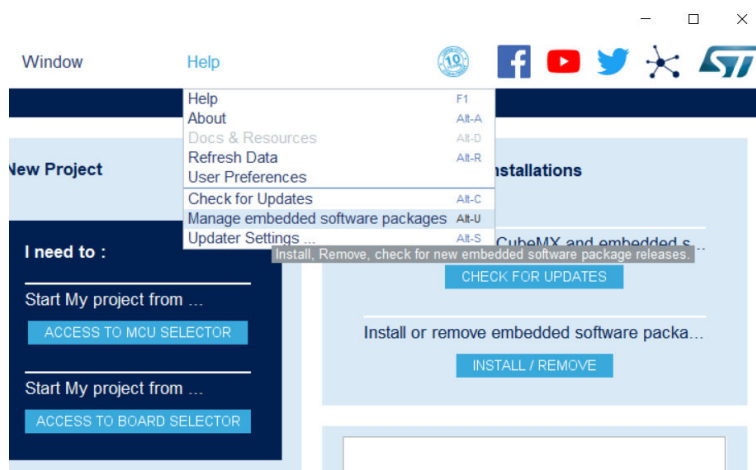 Window
Help
10
ST
Help F1
About Alt-A
Docs & Resources Alt-D
Refresh Data Alt-R
User Preferences
Check for Updates Alt-C
Manage embedded software packages Alt-U
Updater Settings ... Alt-S
Install, Remove, check for new embedded software package releases.
New Project
I need to :
Start My project from ...
ACCESS TO MCU SELECTOR
Start My project from ...
ACCESS TO BOARD SELECTOR
nstallations
CubeMX and embedded s...
CHECK FOR UPDATES
Install or remove embedded software packa...
INSTALL / REMOVE